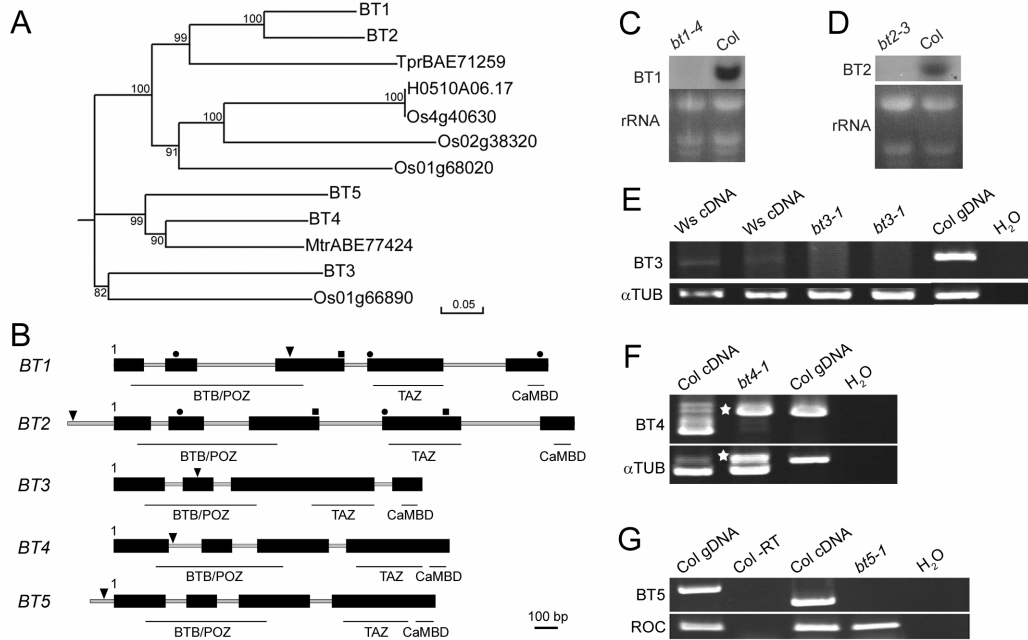 A
100
BT1
99
BT2
TprBAE71259
100
H0510A06.17
100
100
Os4g40630
Os02g38320
91
Os01g68020
BT5
99
BT4
90
MtrABE77424
BT3
82
Os01g66890
0.05
B
1
BT1
BTB/POZ
TAZ
CaMBD
1
BT2
BTB/POZ
TAZ
CaMBD
1
BT3
BTB/POZ
TAZ
CaMBD
1
BT4
BTB/POZ
TAZ
CaMBD
1
BT5
BTB/POZ
TAZ
CaMBD
100 bp
C
bt1-4 Col
BT1
rRNA
D
bt2-3 Col
BT2
rRNA
E
Ws cDNA Ws cDNA bt3-1 bt3-1 Col gDNA H2O
BT3
αTUB
F
Col cDNA bt4-1 Col gDNA H2O
BT4
αTUB
G
Col gDNA Col -RT Col cDNA bt5-1 H2O
BT5
ROC